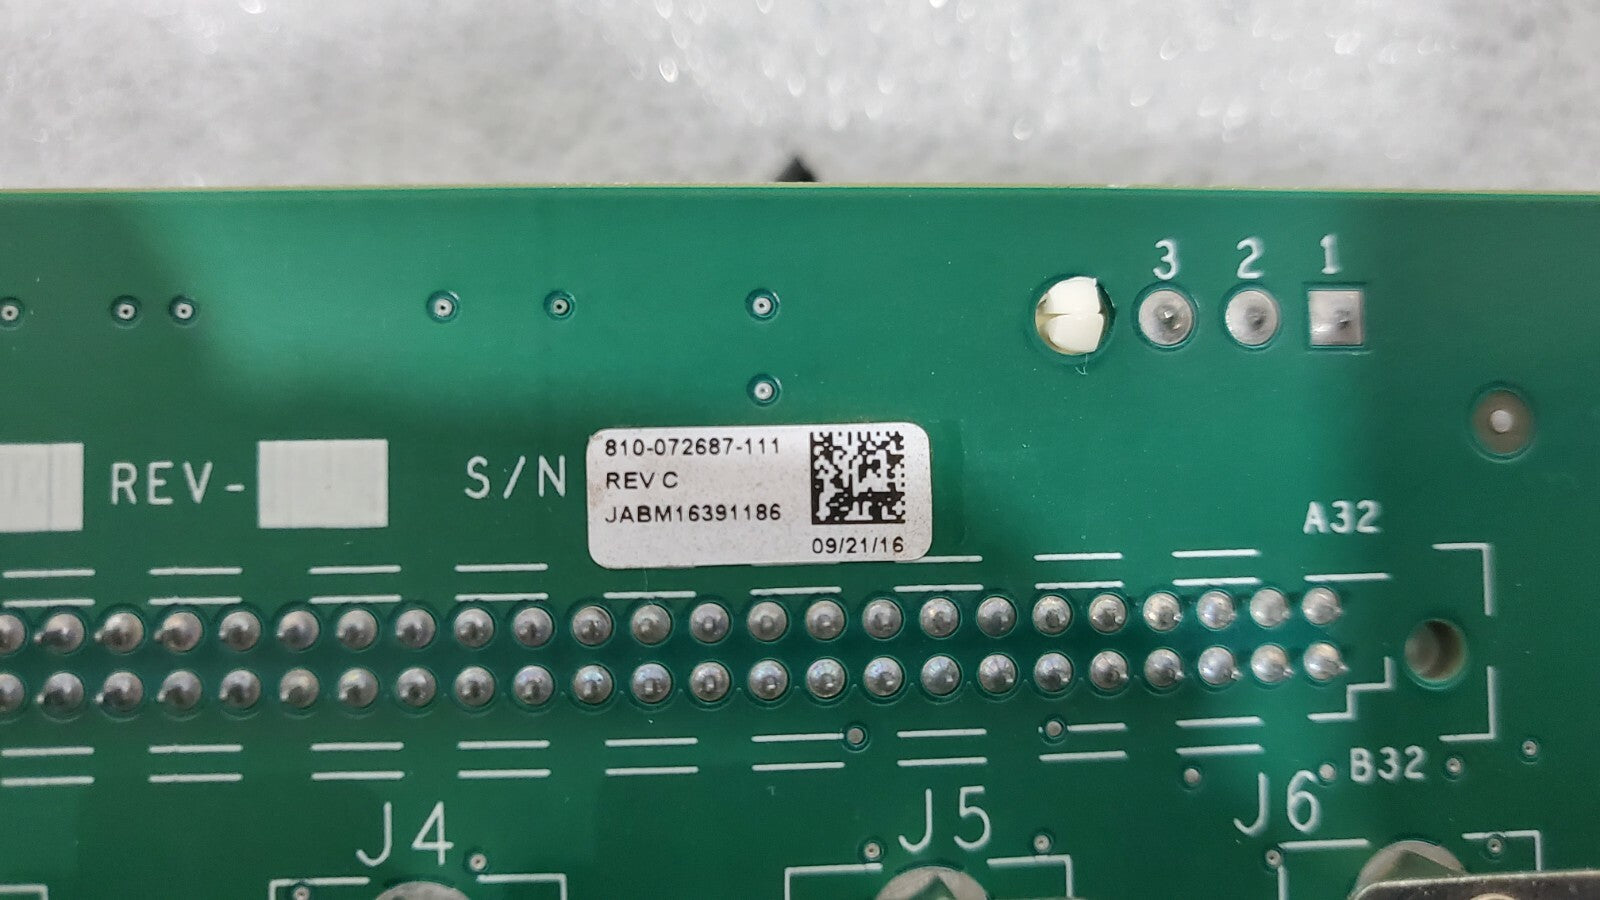 3 2 1
810-072687-111
REV-
S/N
REV C
JABM16391186
09/21/16
A32
B32
J4
J5
J6